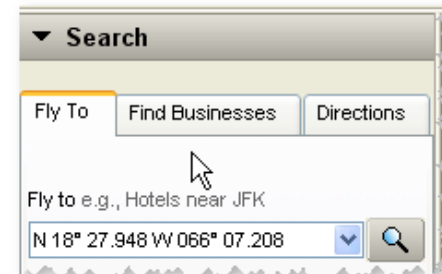 Search
Fly To Find Businesses Directions
Fly to e.g., Hotels near JFK
N 18° 27.948 W 066° 07.208